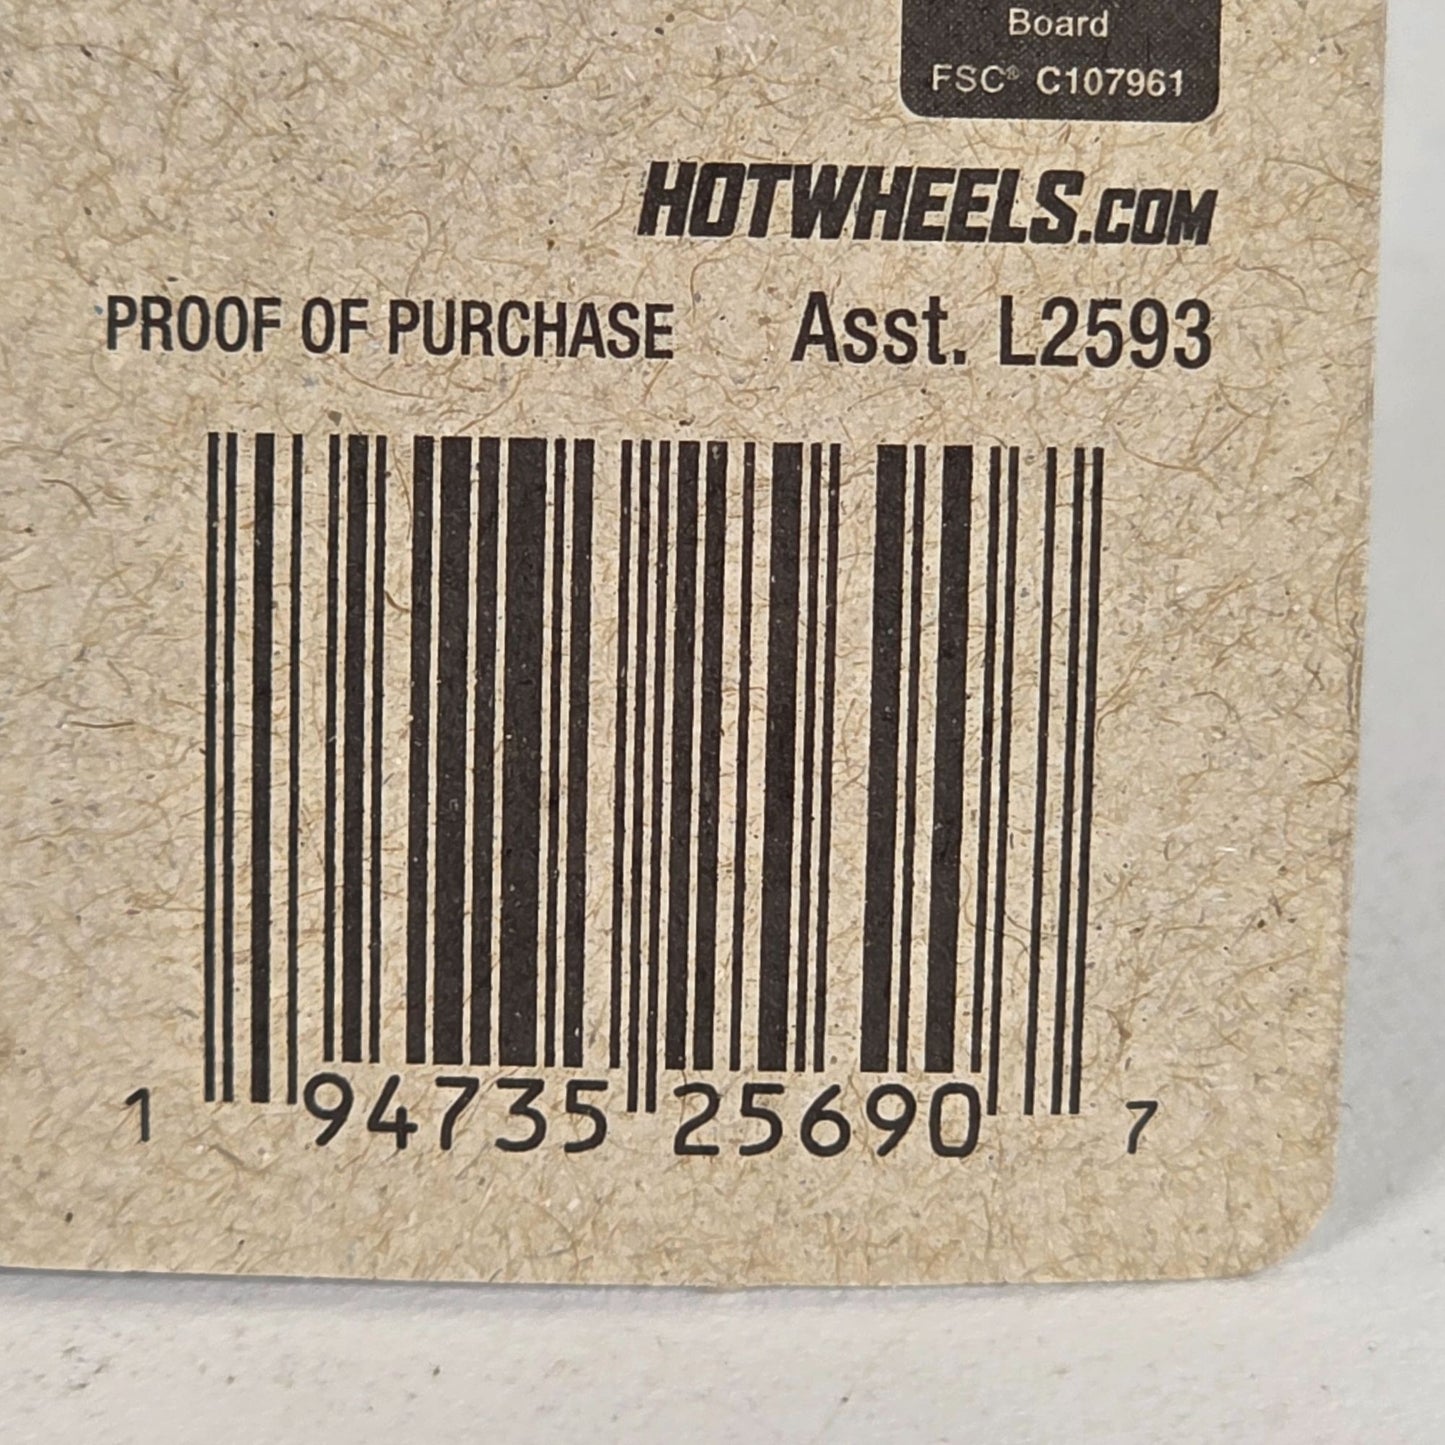 Board
FSC® C107961
HOTWHEELS.COM
PROOF OF PURCHASE Asst. L2593
1 94735 25690 7